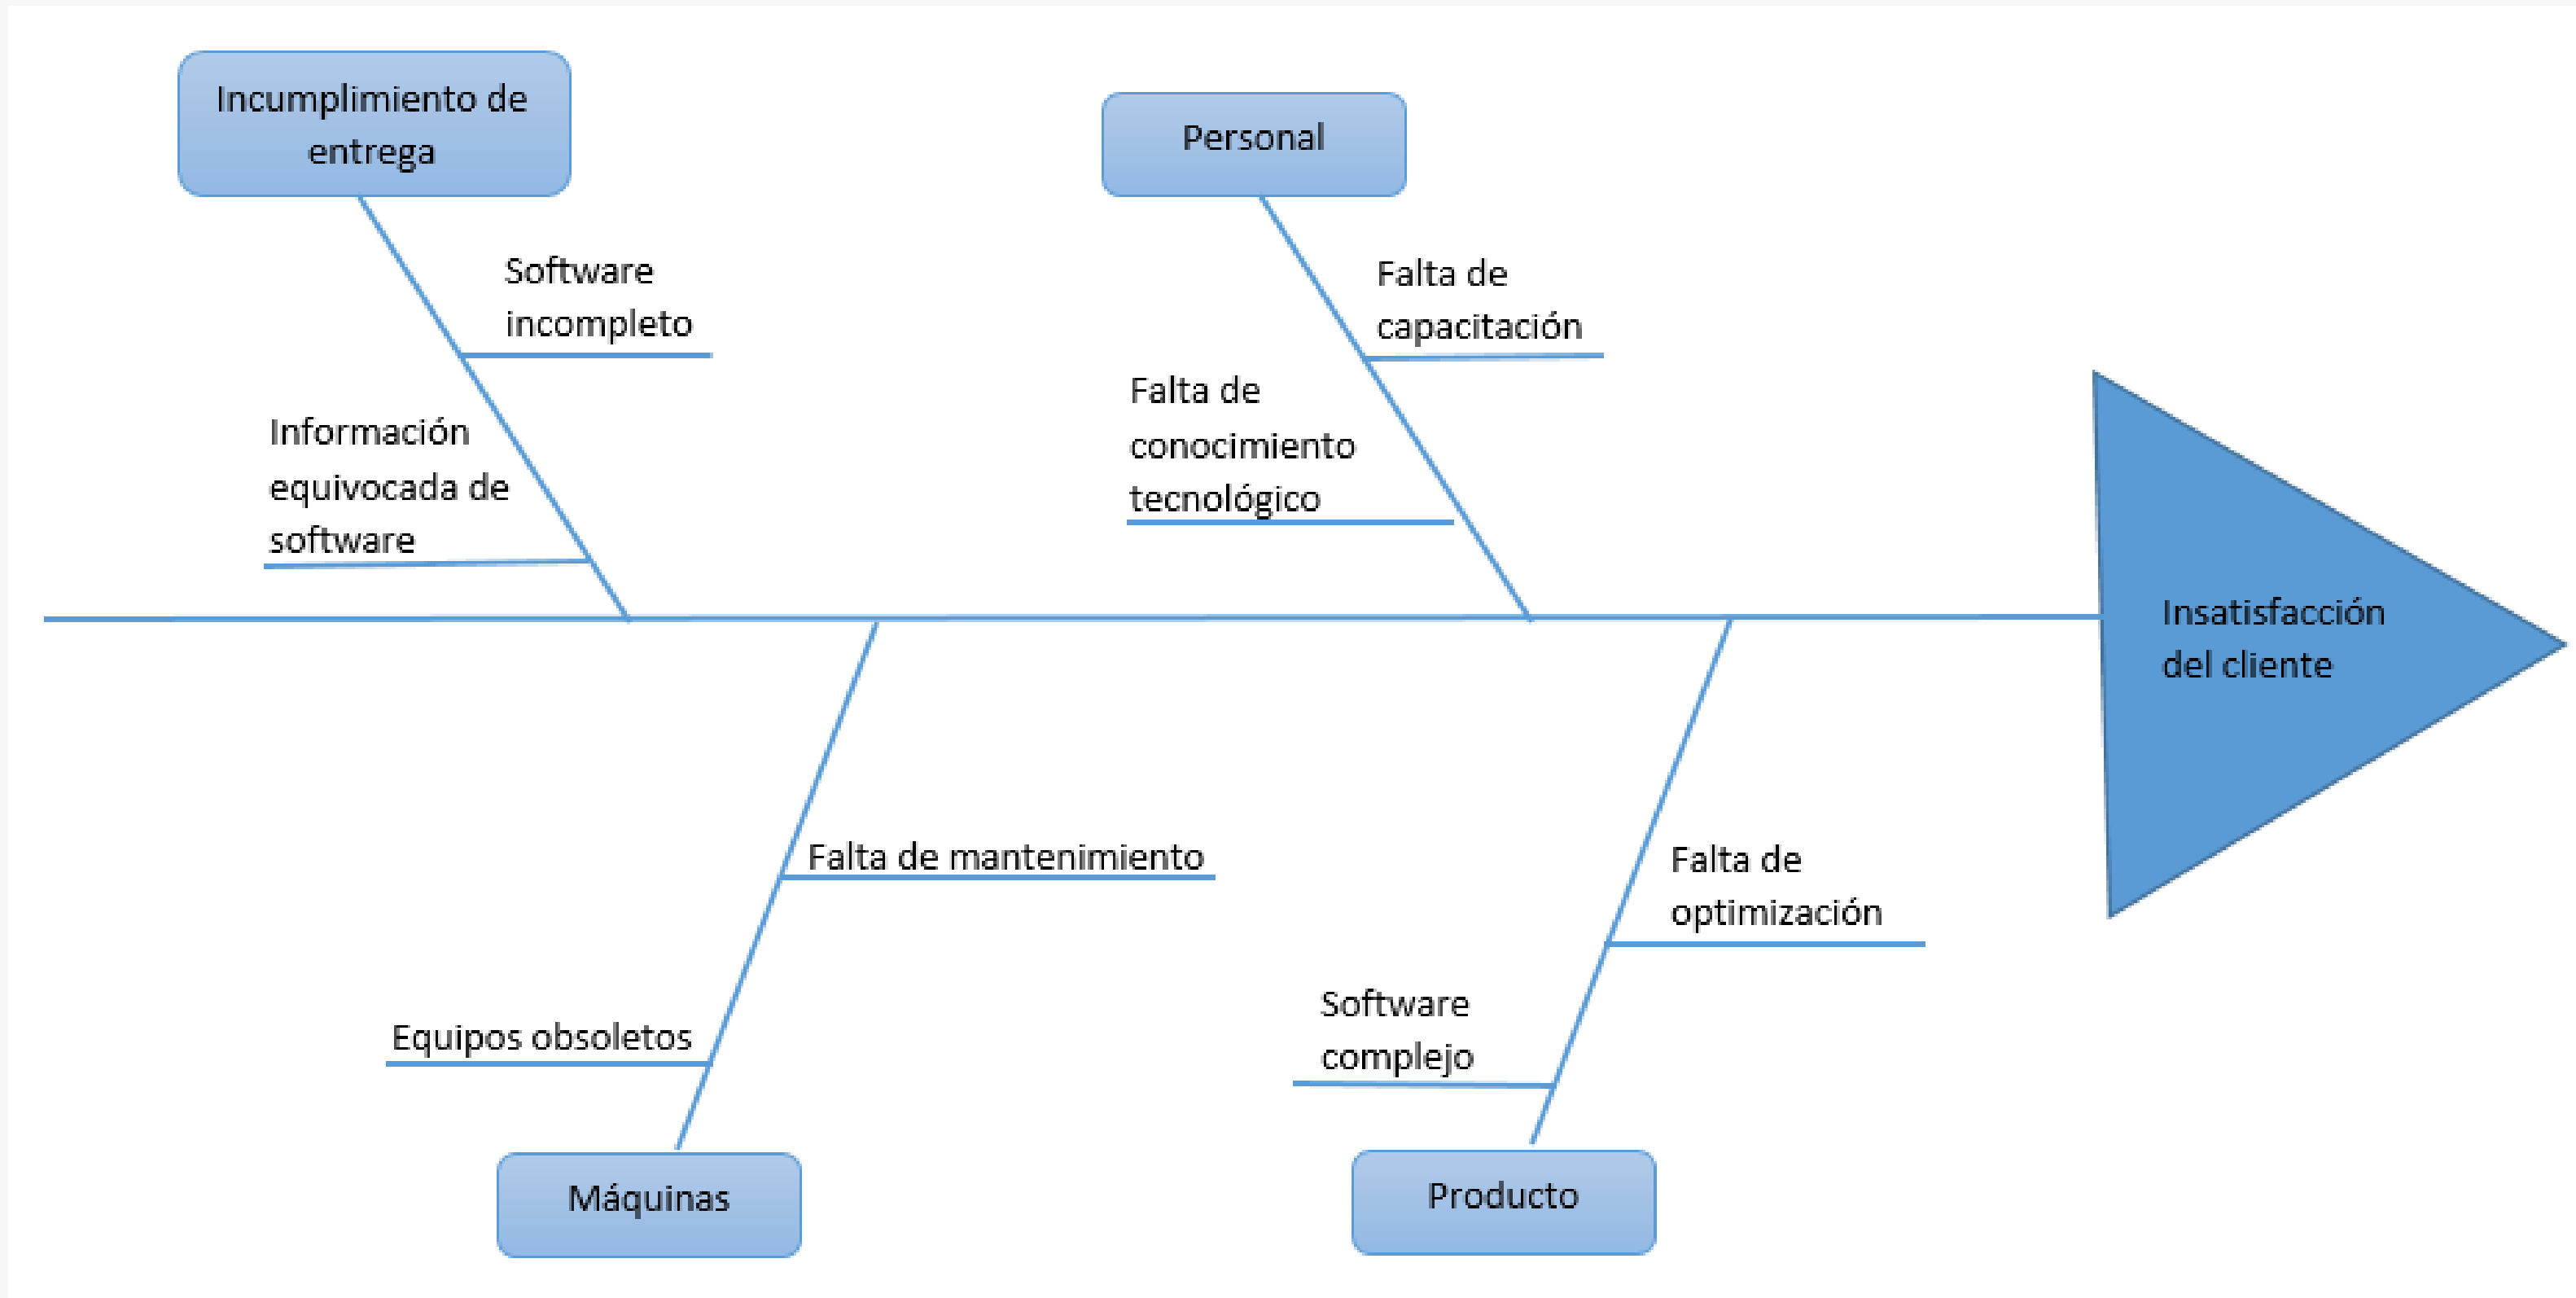 Incumplimiento de
entrega
Personal
Software
incompleto
Falta de
capacitación
Información
equivocada de
software
Falta de
conocimiento
tecnológico
Insatisfacción
del cliente
Falta de mantenimiento
Falta de
optimización
Equipos obsoletos
Software
complejo
Máquinas
Producto